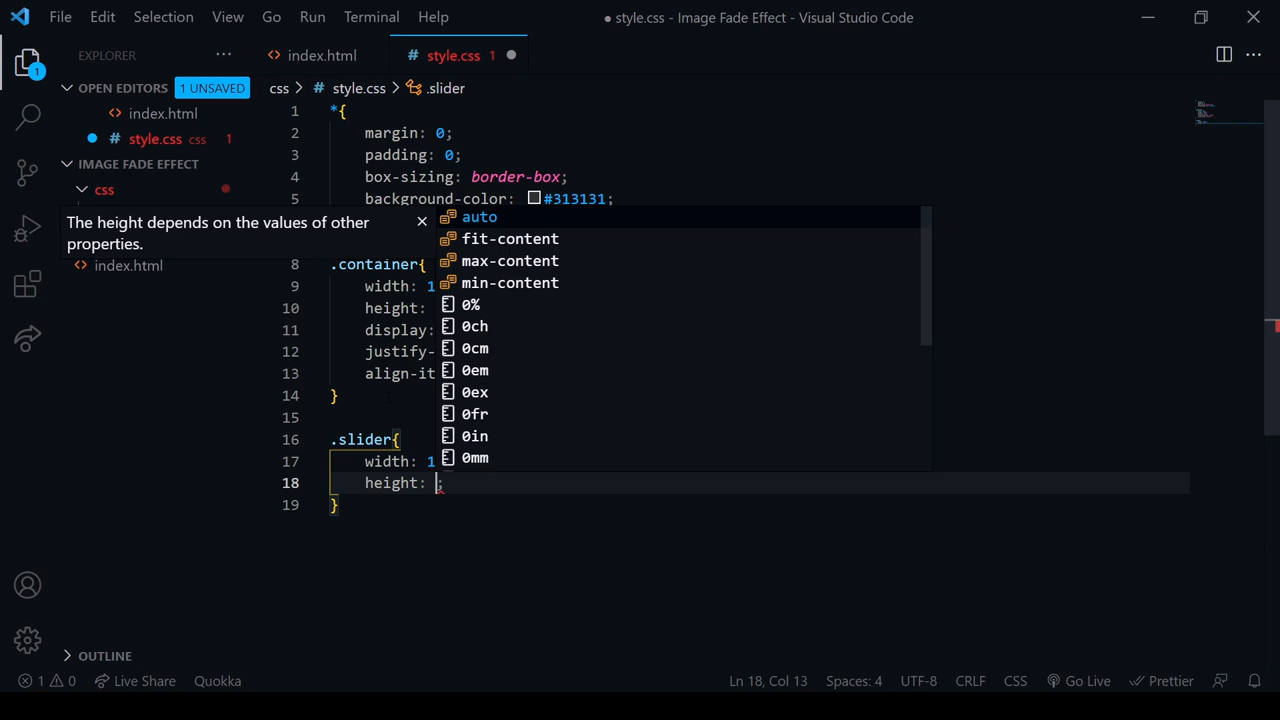 File Edit Selection View Go Run Terminal Help ● style.css - Image Fade Effect - Visual Studio Code
EXPLORER ··· <> index.html # style.css 1 ●
OPEN EDITORS 1 UNSAVED css > # style.css > .slider
<> index.html
● # style.css css 1
IMAGE FADE EFFECT
css
1
<> index.html
The height depends on the values of other
properties.
1 *{
2 margin: 0;
3 padding: 0;
4 box-sizing: border-box;
5 background-color: #313131;
8 .container{
9 width: 1
10 height:
11 display:
12 justify-
13 align-it
14 }
15
16 .slider{
17 width: 1
18 height: ;
19 }
auto
fit-content
max-content
min-content
0%
0ch
0cm
0em
0ex
0fr
0in
0mm
> OUTLINE
1 0 Live Share Quokka Ln 18, Col 13 Spaces: 4 UTF-8 CRLF CSS Go Live Prettier